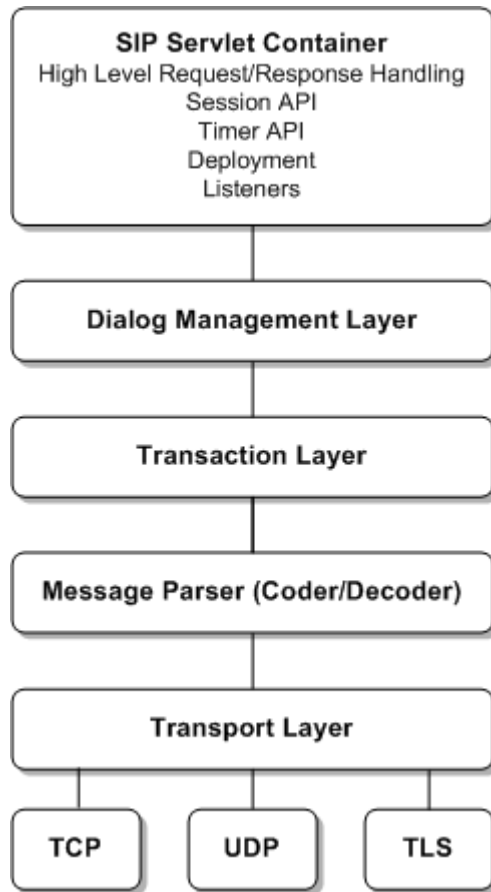 SIP Servlet Container
High Level Request/Response Handling
Session API
Timer API
Deployment
Listeners
Dialog Management Layer
Transaction Layer
Message Parser (Coder/Decoder)
Transport Layer
TCP
UDP
TLS